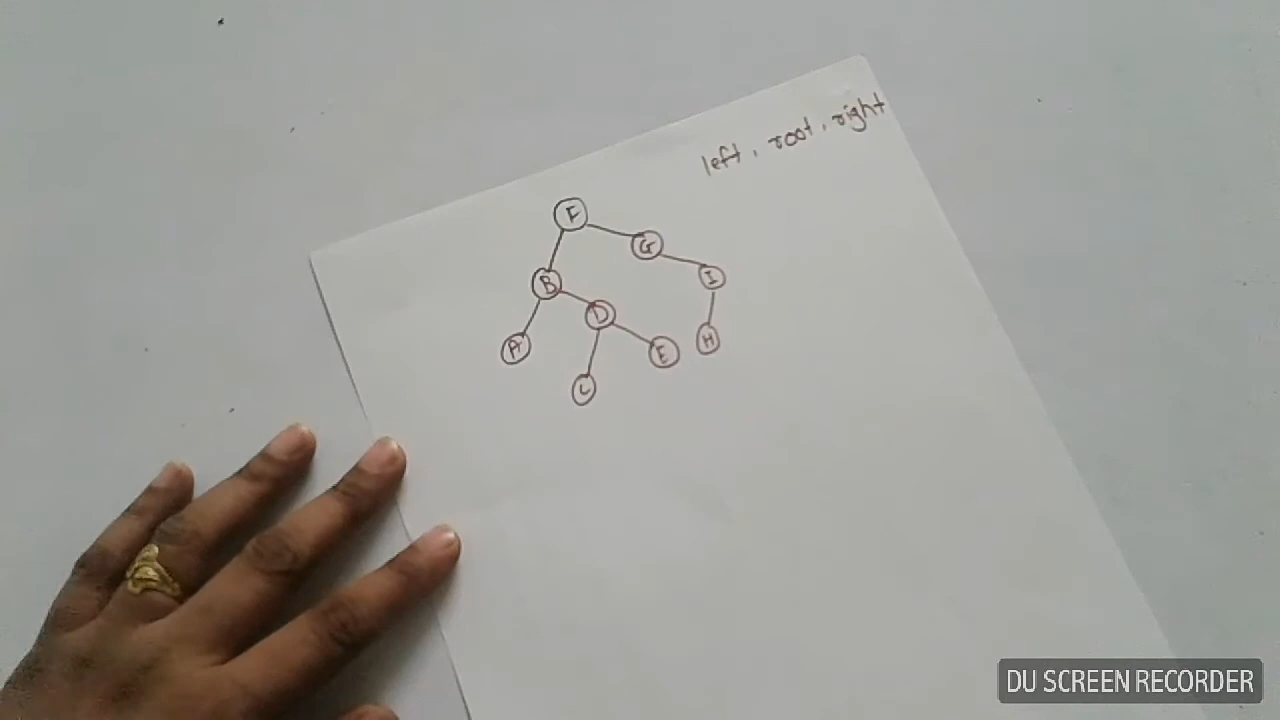 left, root, right
F
G
B
I
D
A
E
H
C
DU SCREEN RECORDER